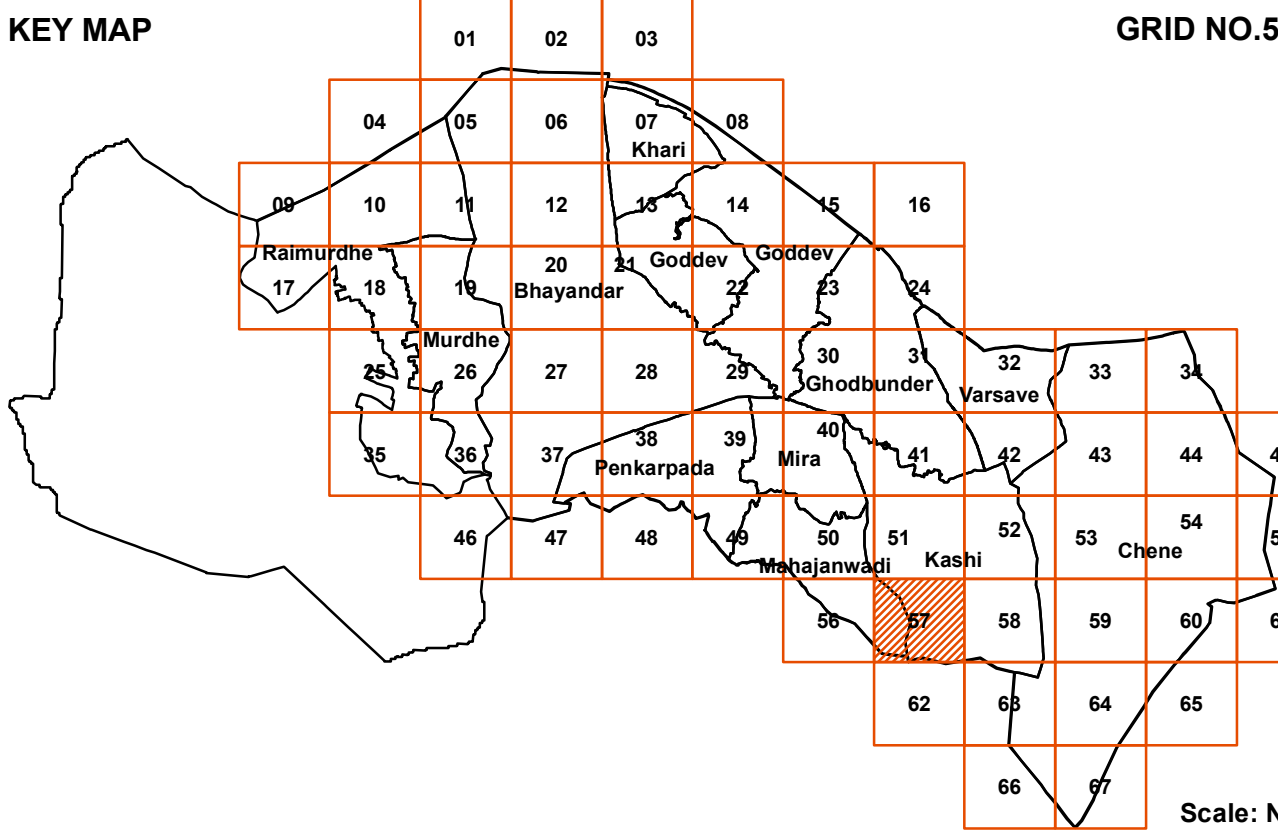 KEY MAP
GRID NO.5
01 02 03
04 05 06 07 08
Khari
09 10 11 12 13 14 15 16
Raimurdhe Goddev Goddev
17 18 19 20 21 22 23 24
Bhayandar
Murdhe
25 26 27 28 29 30 31 32 33 34
Ghodbunder Varsave
35 36 37 38 39 40 41 42 43 44
Penkarpada Mira
46 47 48 49 50 51 52 53 54
Mahajanwadi Kashi Chene
56 57 58 59 60
62 63 64 65
66 67
Scale: N